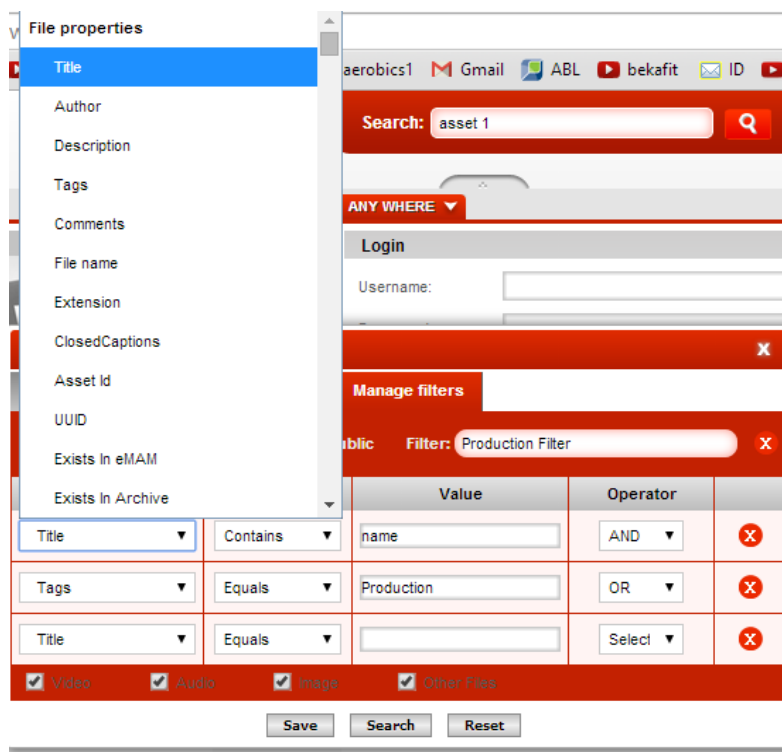 File properties
Title
Author
Description
Tags
Comments
File name
Extension
ClosedCaptions
Asset Id
UUID
Exists In eMAM
Exists In Archive
aerobics1 Gmail ABL bekafit ID
Search: asset 1
ANY WHERE
Login
Username:
x
Manage filters
Filter: Production Filter X
Value Operator
Title Contains name AND X
Tags Equals Production OR X
Title Equals Select X
Video Audio Image Other Files
Save Search Reset